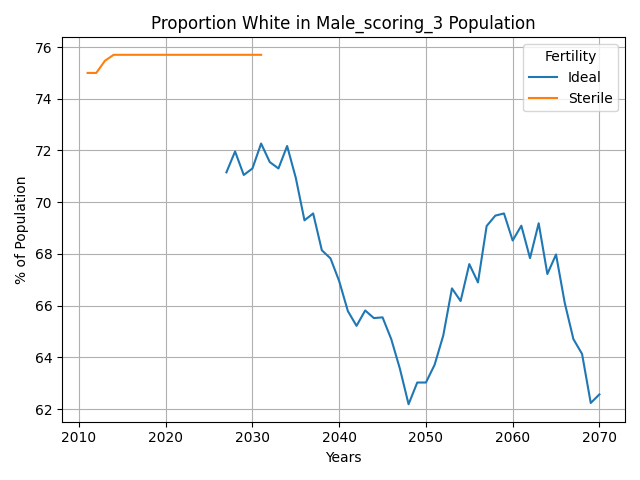 Proportion White in Male_scoring_3 Population
Fertility
Ideal
Sterile
% of Population
76
74
72
70
68
66
64
62
2010
2020
2030
2040
2050
2060
2070
Years